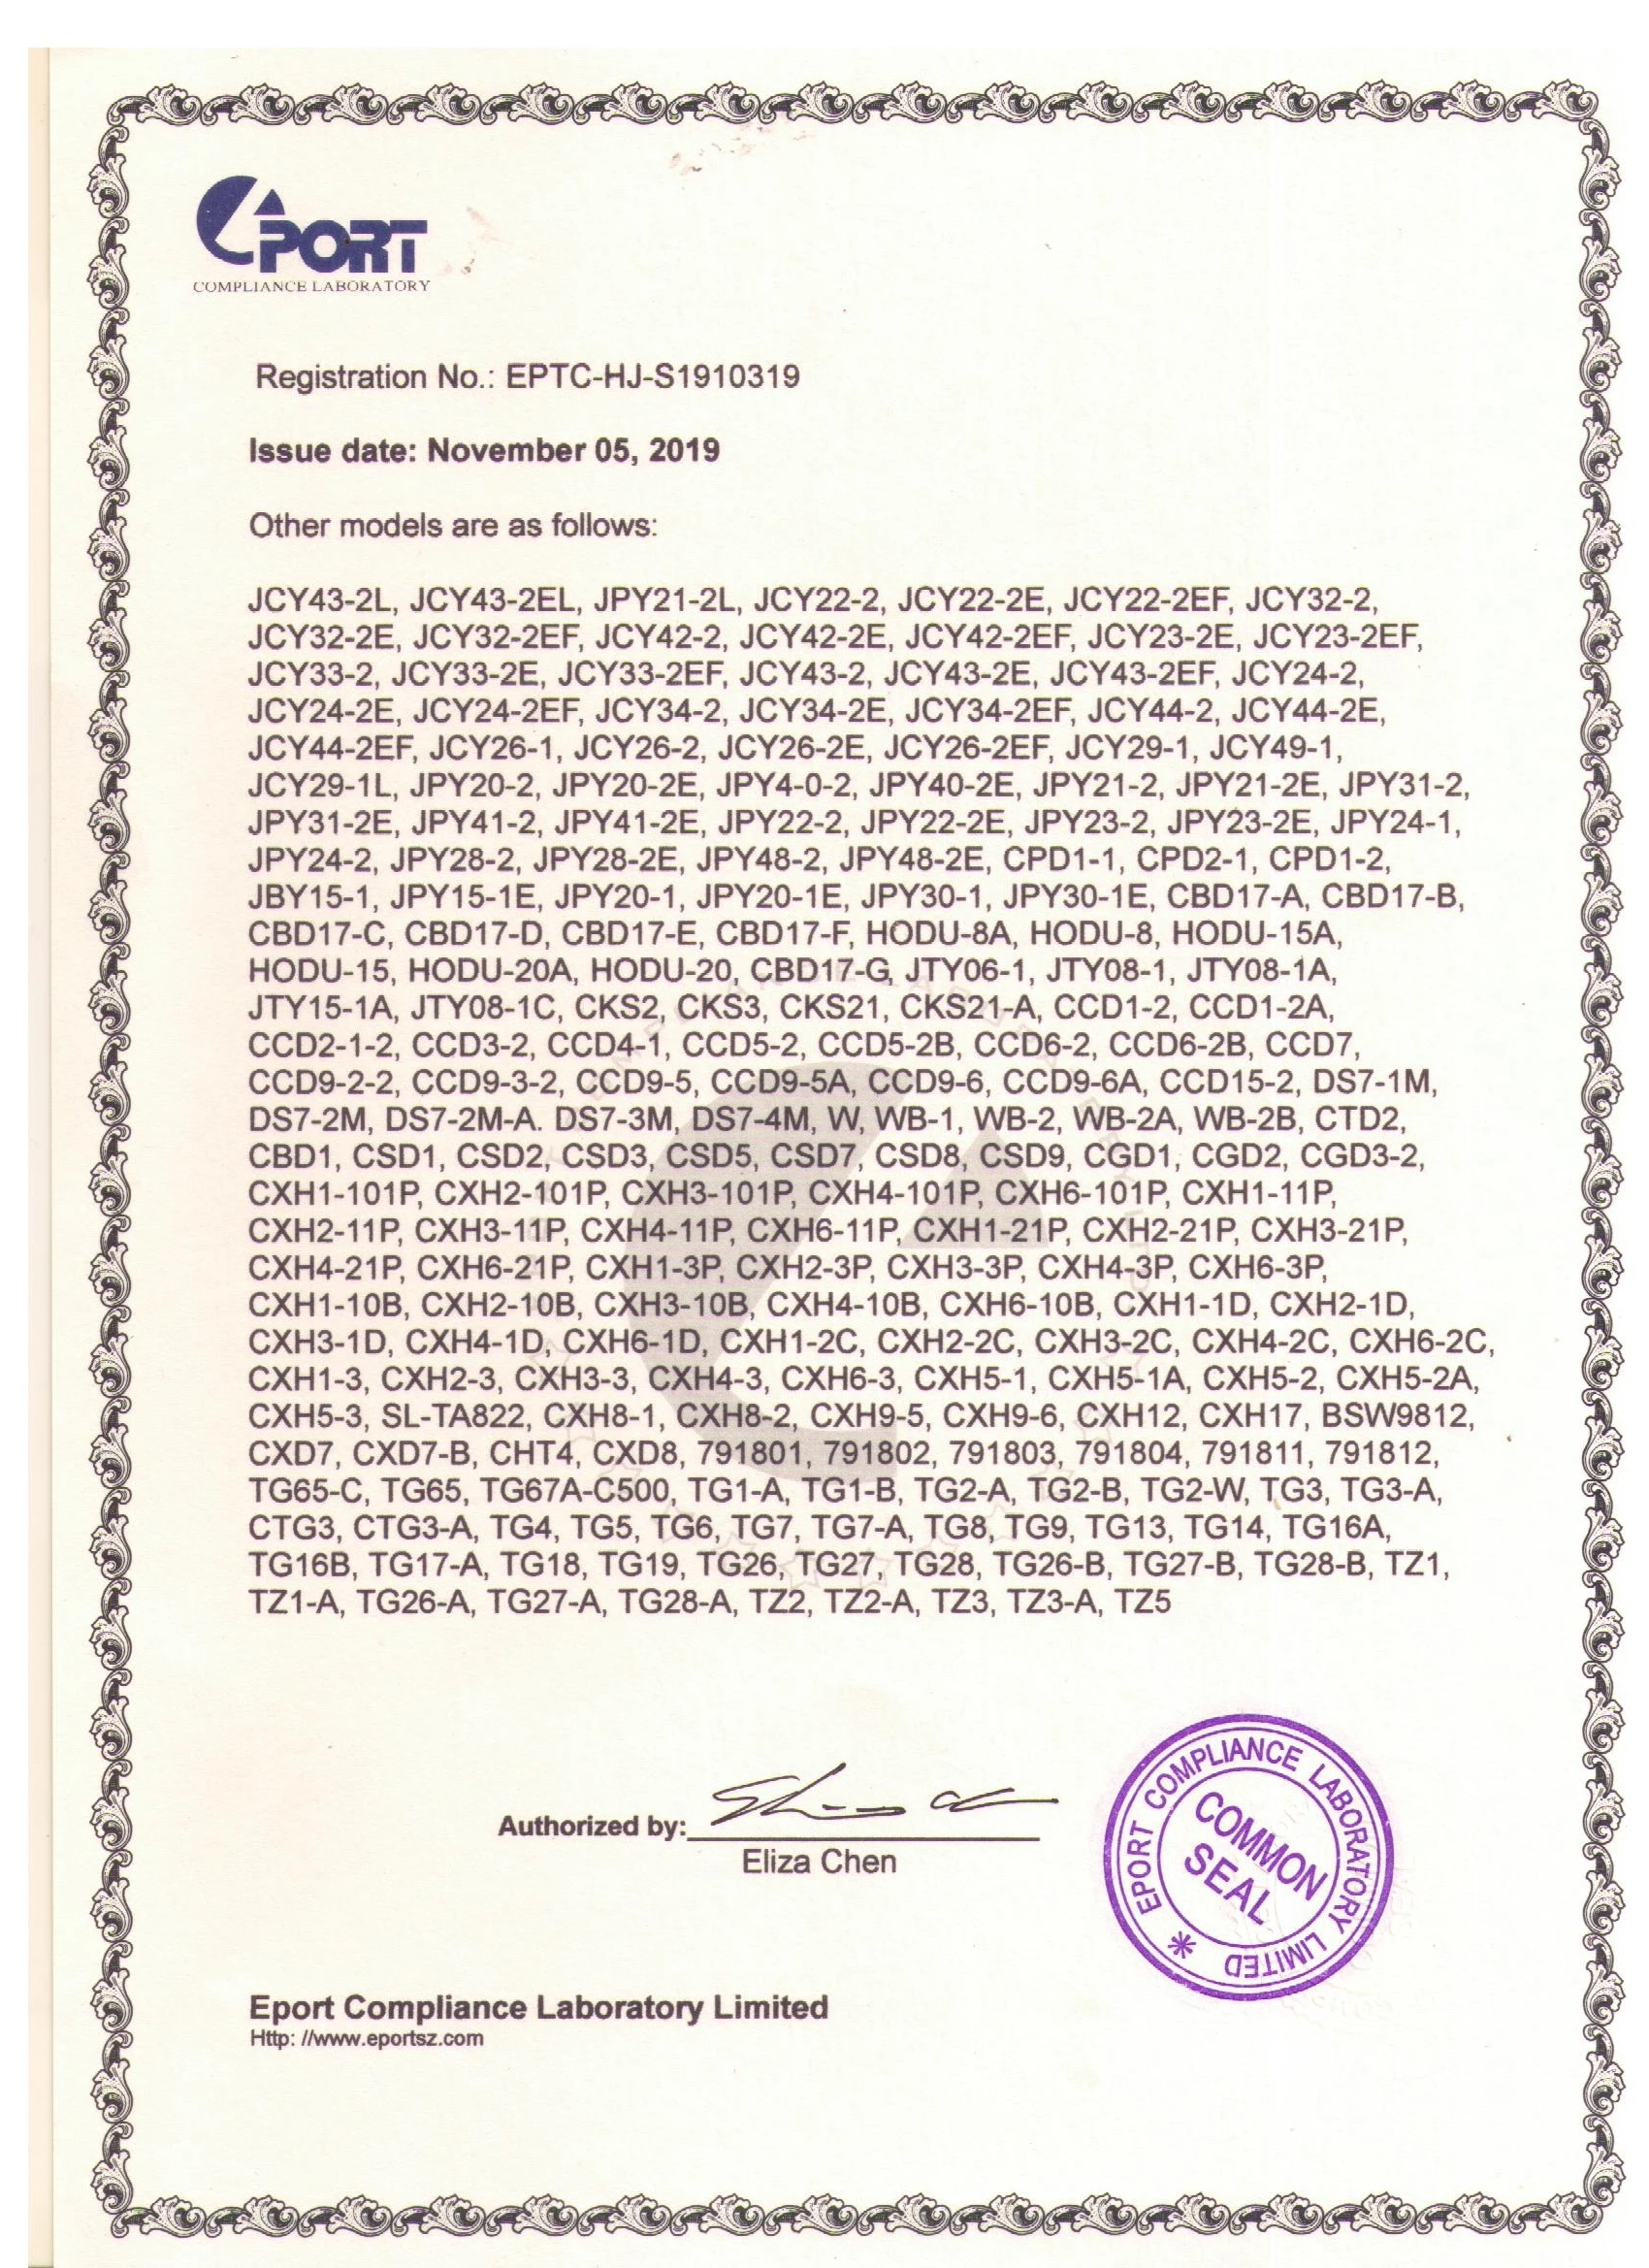 EPORT
COMPLIANCE LABORATORY
Registration No.: EPTC-HJ-S1910319
Issue date: November 05, 2019
Other models are as follows:
JCY43-2L, JCY43-2EL, JPY21-2L, JCY22-2, JCY22-2E, JCY22-2EF, JCY32-2,
JCY32-2E, JCY32-2EF, JCY42-2, JCY42-2E, JCY42-2EF, JCY23-2E, JCY23-2EF,
JCY33-2, JCY33-2E, JCY33-2EF, JCY43-2, JCY43-2E, JCY43-2EF, JCY24-2,
JCY24-2E, JCY24-2EF, JCY34-2, JCY34-2E, JCY34-2EF, JCY44-2, JCY44-2E,
JCY44-2EF, JCY26-1, JCY26-2, JCY26-2E, JCY26-2EF, JCY29-1, JCY49-1,
JCY29-1L, JPY20-2, JPY20-2E, JPY4-0-2, JPY40-2E, JPY21-2, JPY21-2E, JPY31-2,
JPY31-2E, JPY41-2, JPY41-2E, JPY22-2, JPY22-2E, JPY23-2, JPY23-2E, JPY24-1,
JPY24-2, JPY28-2, JPY28-2E, JPY48-2, JPY48-2E, CPD1-1, CPD2-1, CPD1-2,
JBY15-1, JPY15-1E, JPY20-1, JPY20-1E, JPY30-1, JPY30-1E, CBD17-A, CBD17-B,
CBD17-C, CBD17-D, CBD17-E, CBD17-F, HODU-8A, HODU-8, HODU-15A,
HODU-15, HODU-20A, HODU-20, CBD17-G, JTY06-1, JTY08-1, JTY08-1A,
JTY15-1A, JTY08-1C, CKS2, CKS3, CKS21, CKS21-A, CCD1-2, CCD1-2A,
CCD2-1-2, CCD3-2, CCD4-1, CCD5-2, CCD5-2B, CCD6-2, CCD6-2B, CCD7,
CCD9-2-2, CCD9-3-2, CCD9-5, CCD9-5A, CCD9-6, CCD9-6A, CCD15-2, DS7-1M,
DS7-2M, DS7-2M-A. DS7-3M, DS7-4M, W, WB-1, WB-2, WB-2A, WB-2B, CTD2,
CBD1, CSD1, CSD2, CSD3, CSD5, CSD7, CSD8, CSD9, CGD1, CGD2, CGD3-2,
CXH1-101P, CXH2-101P, CXH3-101P, CXH4-101P, CXH6-101P, CXH1-11P,
CXH2-11P, CXH3-11P, CXH4-11P, CXH6-11P, CXH1-21P, CXH2-21P, CXH3-21P,
CXH4-21P, CXH6-21P, CXH1-3P, CXH2-3P, CXH3-3P, CXH4-3P, CXH6-3P,
CXH1-10B, CXH2-10B, CXH3-10B, CXH4-10B, CXH6-10B, CXH1-1D, CXH2-1D,
CXH3-1D, CXH4-1D, CXH6-1D, CXH1-2C, CXH2-2C, CXH3-2C, CXH4-2C, CXH6-2C,
CXH1-3, CXH2-3, CXH3-3, CXH4-3, CXH6-3, CXH5-1, CXH5-1A, CXH5-2, CXH5-2A,
CXH5-3, SL-TA822, CXH8-1, CXH8-2, CXH9-5, CXH9-6, CXH12, CXH17, BSW9812,
CXD7, CXD7-B, CHT4, CXD8, 791801, 791802, 791803, 791804, 791811, 791812,
TG65-C, TG65, TG67A-C500, TG1-A, TG1-B, TG2-A, TG2-B, TG2-W, TG3, TG3-A,
CTG3, CTG3-A, TG4, TG5, TG6, TG7, TG7-A, TG8, TG9, TG13, TG14, TG16A,
TG16B, TG17-A, TG18, TG19, TG26, TG27, TG28, TG26-B, TG27-B, TG28-B, TZ1,
TZ1-A, TG26-A, TG27-A, TG28-A, TZ2, TZ2-A, TZ3, TZ3-A, TZ5
Authorized by:
Eliza Chen
EPORT COMPLIANCE LABORATORY LIMITED
COMMON
SEAL
Eport Compliance Laboratory Limited
Http: //www.eportsz.com